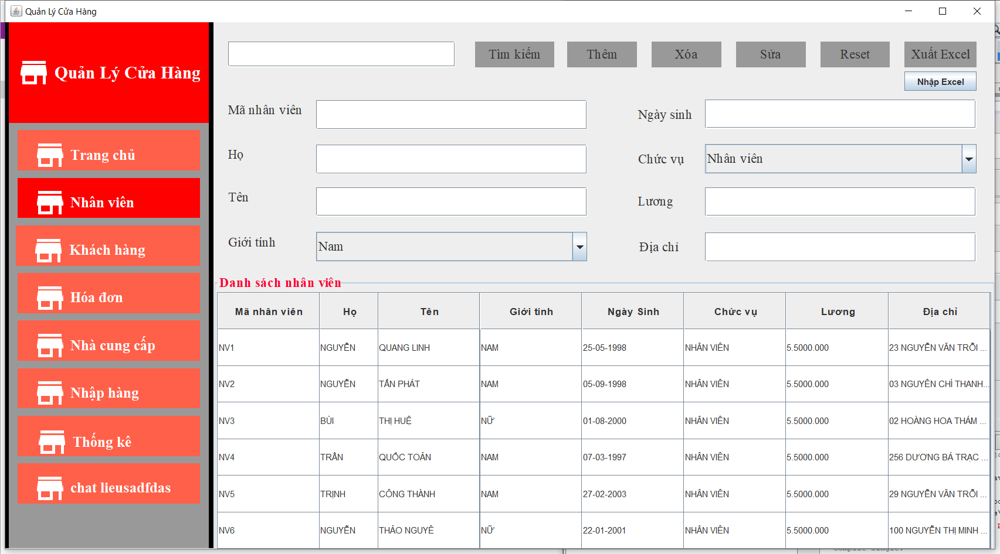 Quản Lý Cửa Hàng
Quản Lý Cửa Hàng
Trang chủ
Nhân viên
Khách hàng
Hóa đơn
Nhà cung cấp
Nhập hàng
Thống kê
chat lieusadfdas
Tìm kiếm Thêm Xóa Sửa Reset Xuất Excel
Nhập Excel
Mã nhân viên
Ngày sinh
Họ
Chức vụ Nhân viên
Tên
Lương
Giới tính Nam
Địa chỉ
Danh sách nhân viên
Mã nhân viên Họ Tên Giới tính Ngày Sinh Chức vụ Lương Địa chỉ
NV1 NGUYỄN QUANG LINH NAM 25-05-1998 NHÂN VIÊN 5.5000.000 23 NGUYỄN VĂN TRỖI ...
NV2 NGUYỄN TẤN PHÁT NAM 05-09-1998 NHÂN VIÊN 5.5000.000 03 NGUYỄN CHÍ THANH...
NV3 BÙI THỊ HUỆ NỮ 01-08-2000 NHÂN VIÊN 5.5000.000 02 HOÀNG HOA THÁM ...
NV4 TRẦN QUỐC TOẢN NAM 07-03-1997 NHÂN VIÊN 5.5000.000 256 DƯƠNG BÁ TRẠC ...
NV5 TRỊNH CÔNG THÀNH NAM 27-02-2003 NHÂN VIÊN 5.5000.000 29 NGUYỄN VĂN TRỖI ...
NV6 NGUYỄN THẢO NGUYÊ NỮ 22-01-2001 NHÂN VIÊN 5.5000.000 100 NGUYỄN THỊ MINH ...